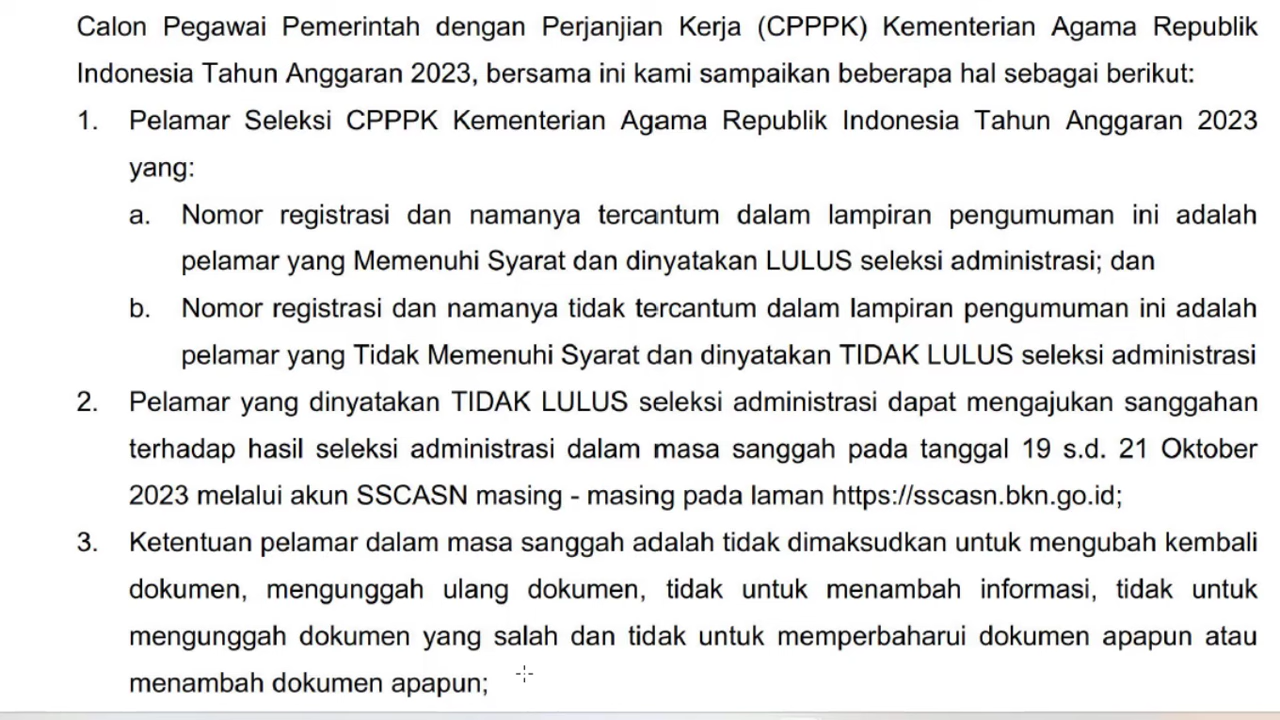 Calon Pegawai Pemerintah dengan Perjanjian Kerja (CPPPK) Kementerian Agama Republik
Indonesia Tahun Anggaran 2023, bersama ini kami sampaikan beberapa hal sebagai berikut:
1. Pelamar Seleksi CPPPK Kementerian Agama Republik Indonesia Tahun Anggaran 2023
yang:
a. Nomor registrasi dan namanya tercantum dalam lampiran pengumuman ini adalah
pelamar yang Memenuhi Syarat dan dinyatakan LULUS seleksi administrasi; dan
b. Nomor registrasi dan namanya tidak tercantum dalam lampiran pengumuman ini adalah
pelamar yang Tidak Memenuhi Syarat dan dinyatakan TIDAK LULUS seleksi administrasi
2. Pelamar yang dinyatakan TIDAK LULUS seleksi administrasi dapat mengajukan sanggahan
terhadap hasil seleksi administrasi dalam masa sanggah pada tanggal 19 s.d. 21 Oktober
2023 melalui akun SSCASN masing - masing pada laman https://sscasn.bkn.go.id;
3. Ketentuan pelamar dalam masa sanggah adalah tidak dimaksudkan untuk mengubah kembali
dokumen, mengunggah ulang dokumen, tidak untuk menambah informasi, tidak untuk
mengunggah dokumen yang salah dan tidak untuk memperbaharui dokumen apapun atau
menambah dokumen apapun;